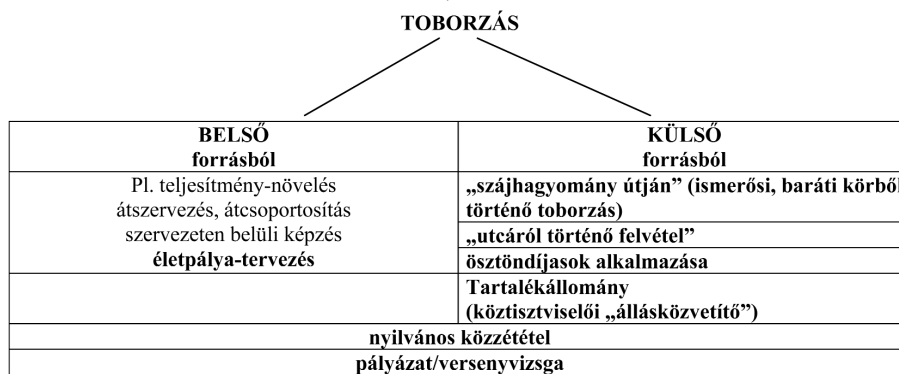 TOBORZÁS
BELSŐ
forrásból
KÜLSŐ
forrásból
Pl. teljesítmény-növelés
átszervezés, átcsoportosítás
szervezeten belüli képzés
életpálya-tervezés
„szájhagyomány útján” (ismerősi, baráti körből
történő toborzás)
„utcáról történő felvétel”
ösztöndíjasok alkalmazása
Tartalékállomány
(köztisztviselői „állásközvetítő”)
nyilvános közzététel
pályázat/versenyvizsga